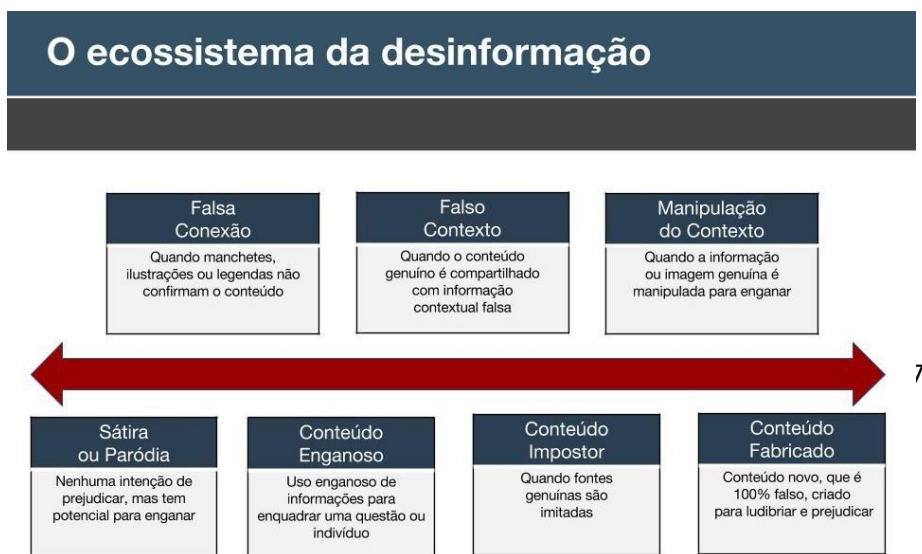 O ecossistema da desinformação
Falsa
Conexão
Quando manchetes,
ilustrações ou legendas não
confirmam o conteúdo
Falso
Contexto
Quando o conteúdo
genuíno é compartilhado
com informação
contextual falsa
Manipulação
do Contexto
Quando a informação
ou imagem genuína é
manipulada para enganar
Sátira
ou Paródia
Nenhuma intenção de
prejudicar, mas tem
potencial para enganar
Conteúdo
Enganoso
Uso enganoso de
informações para
enquadrar uma questão ou
indivíduo
Conteúdo
Impostor
Quando fontes
genuínas são
imitadas
Conteúdo
Fabricado
Conteúdo novo, que é
100% falso, criado
para ludibriar e prejudicar